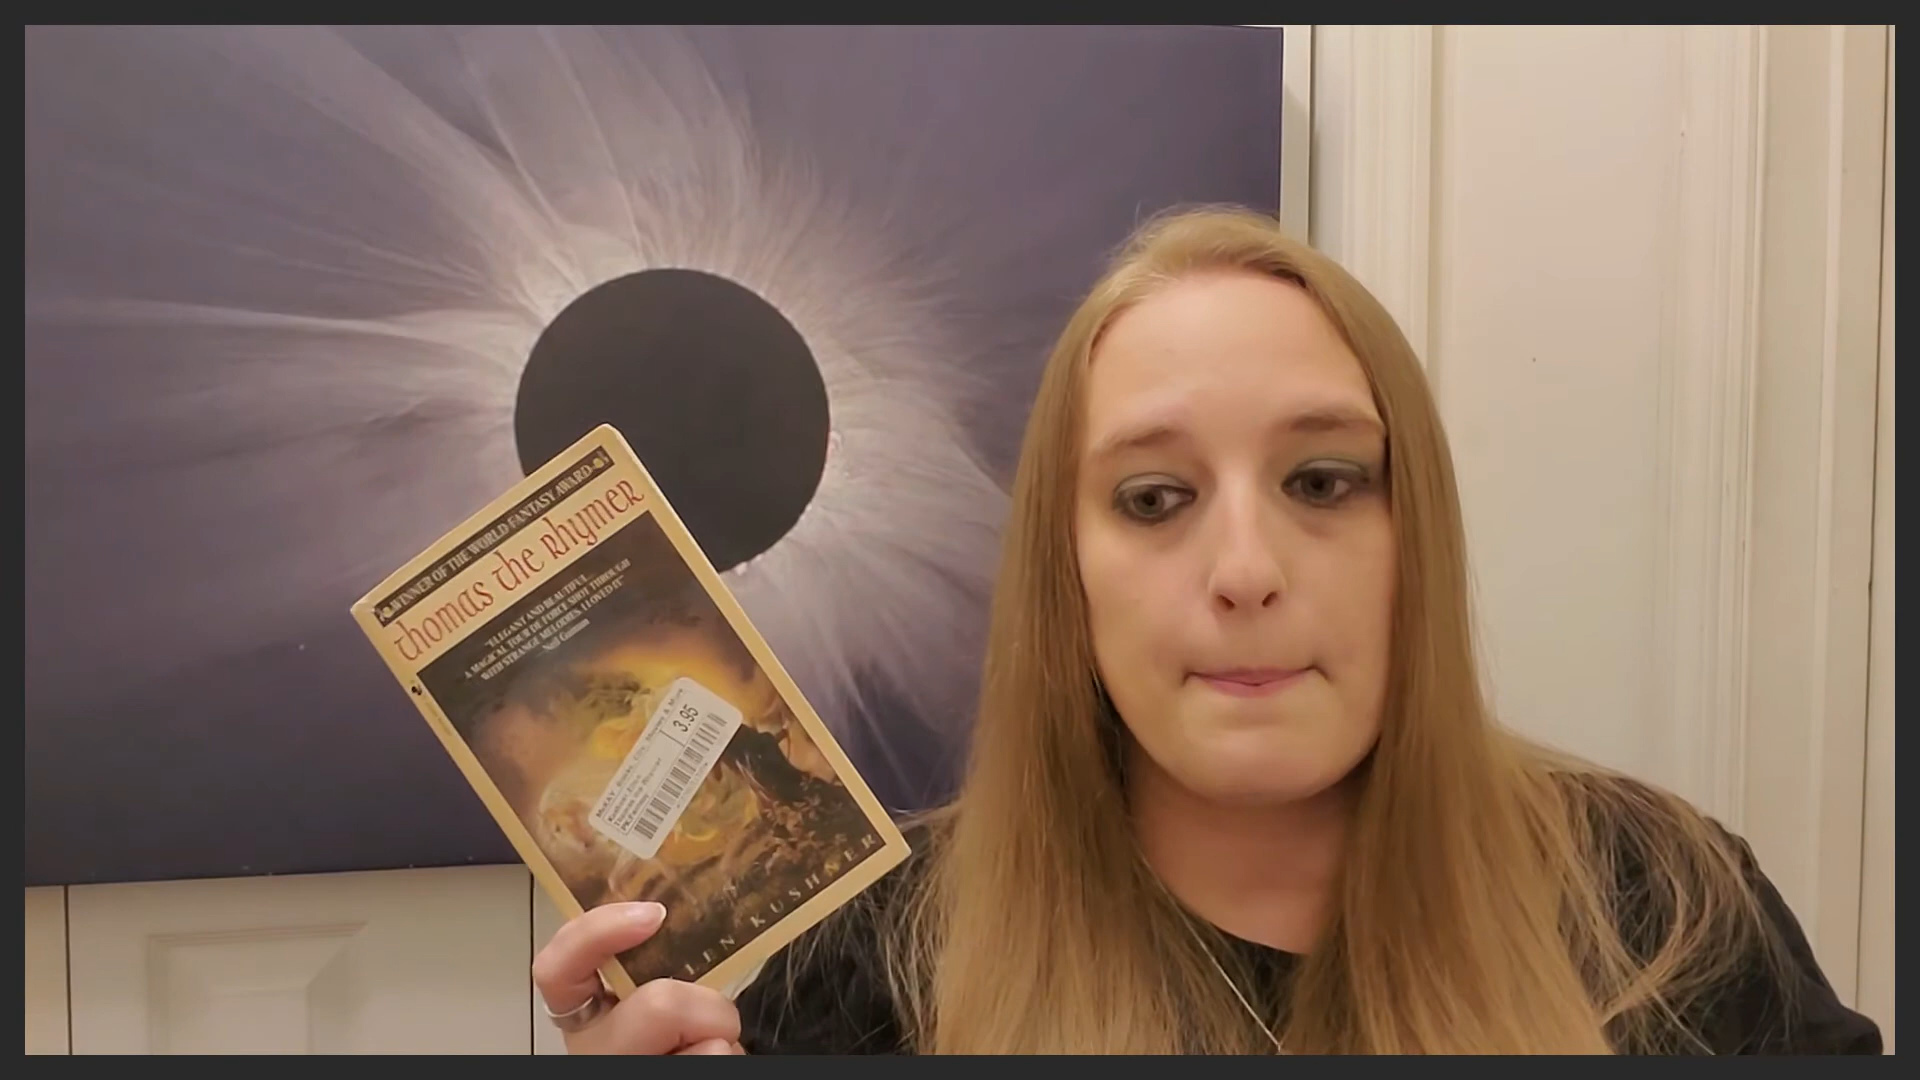 WINNER OF THE WORLD FANTASY AWARD
Thomas the Rhymer
"ELEGANT AND BEAUTIFUL...
A MAGICAL TOUR DE FORCE SHOT THROUGH
WITH STRANGE MELODIES. I LOVED IT"
—Neil Gaiman
3.95
LEN KUSHNER